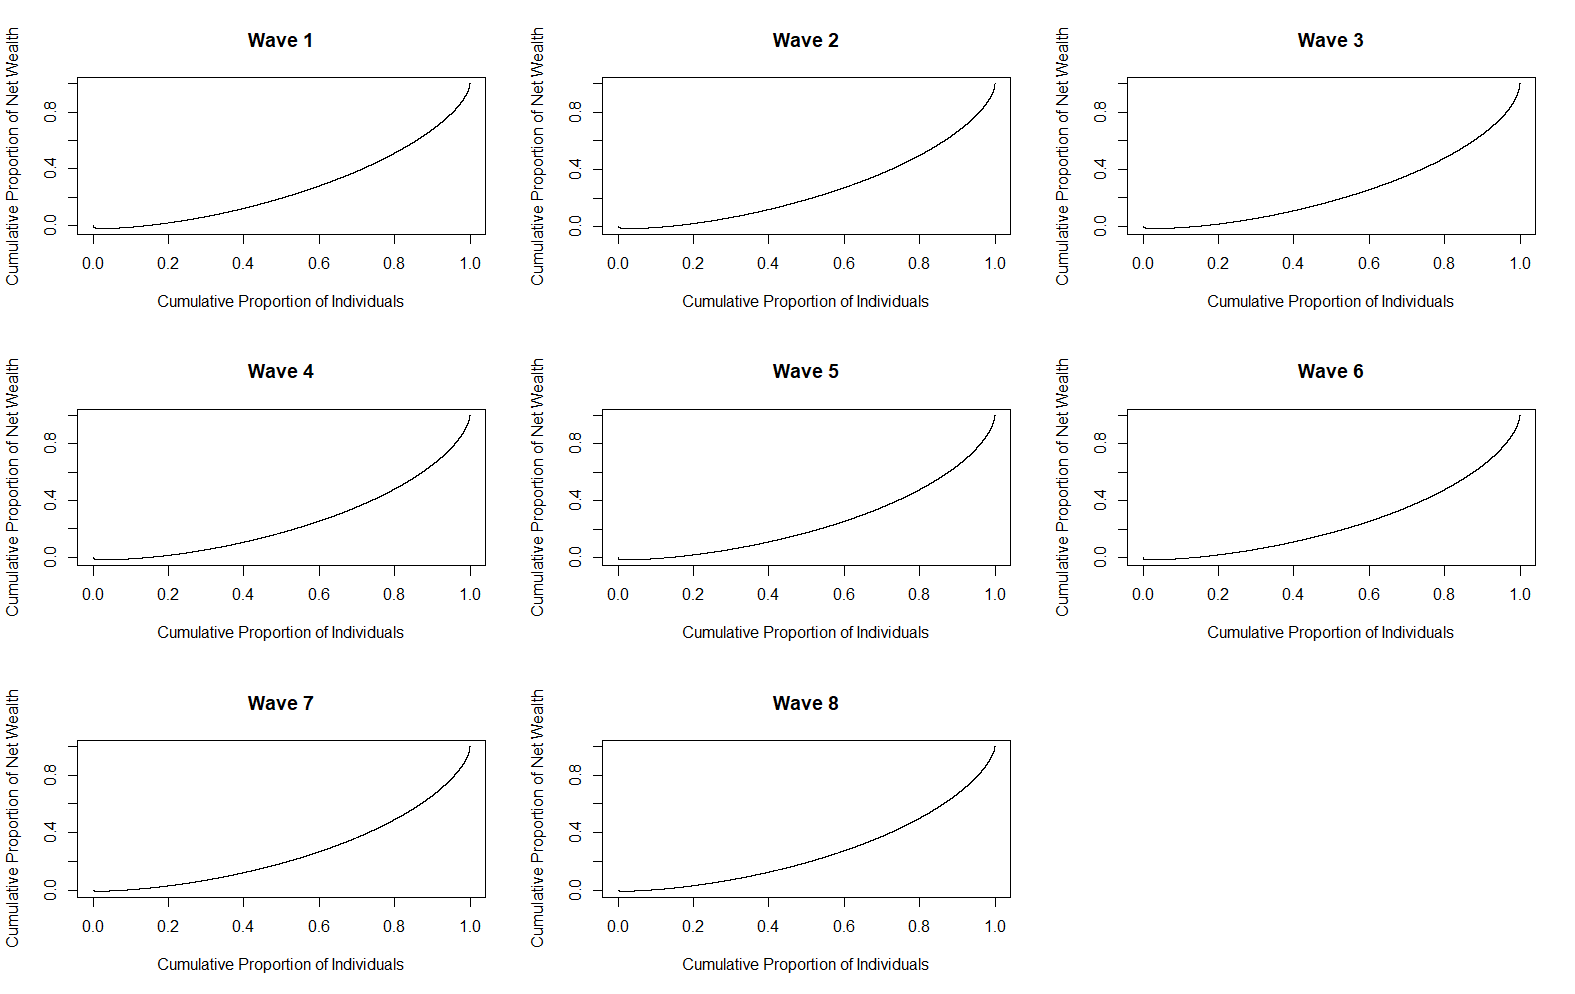 Wave 1
Cumulative Proportion of Net Wealth
0.0 0.4 0.8
0.0 0.2 0.4 0.6 0.8 1.0
Cumulative Proportion of Individuals
Wave 2
Cumulative Proportion of Net Wealth
0.0 0.4 0.8
0.0 0.2 0.4 0.6 0.8 1.0
Cumulative Proportion of Individuals
Wave 3
Cumulative Proportion of Net Wealth
0.0 0.4 0.8
0.0 0.2 0.4 0.6 0.8 1.0
Cumulative Proportion of Individuals
Wave 4
Cumulative Proportion of Net Wealth
0.0 0.4 0.8
0.0 0.2 0.4 0.6 0.8 1.0
Cumulative Proportion of Individuals
Wave 5
Cumulative Proportion of Net Wealth
0.0 0.4 0.8
0.0 0.2 0.4 0.6 0.8 1.0
Cumulative Proportion of Individuals
Wave 6
Cumulative Proportion of Net Wealth
0.0 0.4 0.8
0.0 0.2 0.4 0.6 0.8 1.0
Cumulative Proportion of Individuals
Wave 7
Cumulative Proportion of Net Wealth
0.0 0.4 0.8
0.0 0.2 0.4 0.6 0.8 1.0
Cumulative Proportion of Individuals
Wave 8
Cumulative Proportion of Net Wealth
0.0 0.4 0.8
0.0 0.2 0.4 0.6 0.8 1.0
Cumulative Proportion of Individuals